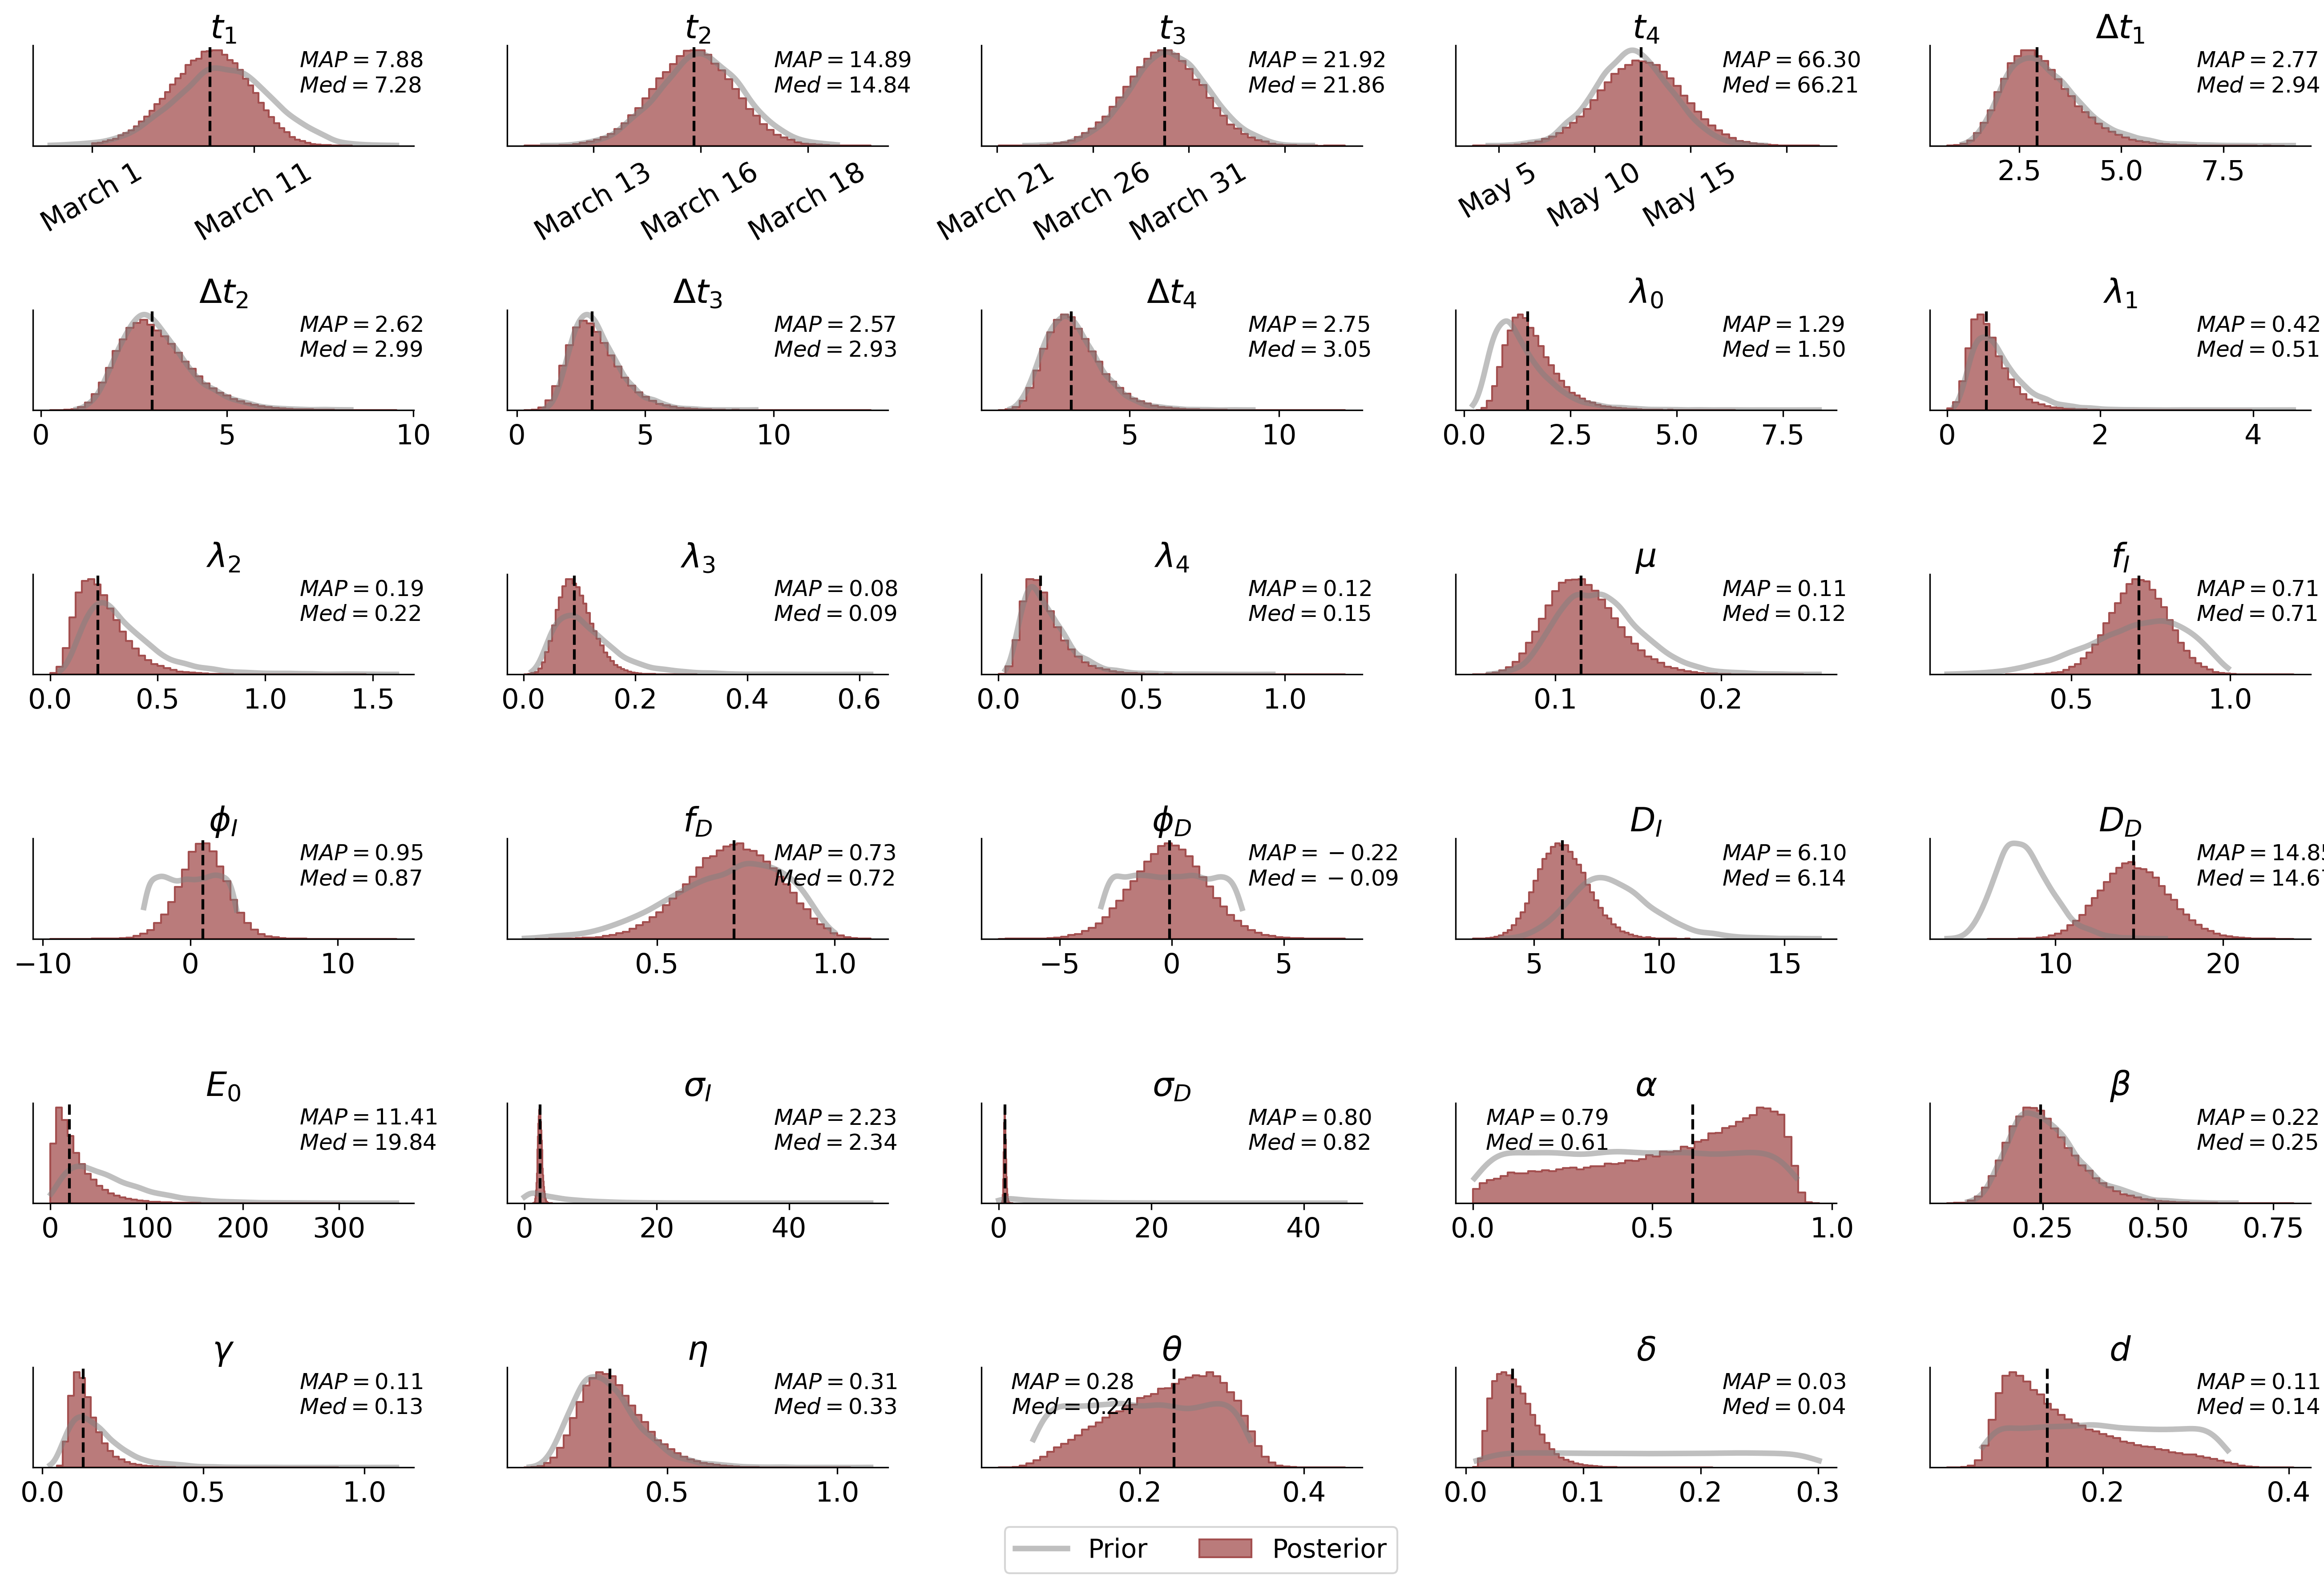 t1 t2 t3 t4 Δt1
MAP = 7.88
Med = 7.28
MAP = 14.89
Med = 14.84
MAP = 21.92
Med = 21.86
MAP = 66.30
Med = 66.21
MAP = 2.77
Med = 2.94
March 1 March 11
March 13 March 16 March 18
March 21 March 26 March 31
May 5 May 10 May 15
2.5 5.0 7.5
Δt2 Δt3 Δt4 λ0 λ1
MAP = 2.62
Med = 2.99
MAP = 2.57
Med = 2.93
MAP = 2.75
Med = 3.05
MAP = 1.29
Med = 1.50
MAP = 0.42
Med = 0.51
0 5 10
0 5 10
5 10
0.0 2.5 5.0 7.5
0 2 4
λ2 λ3 λ4 μ fI
MAP = 0.19
Med = 0.22
MAP = 0.08
Med = 0.09
MAP = 0.12
Med = 0.15
MAP = 0.11
Med = 0.12
MAP = 0.71
Med = 0.71
0.0 0.5 1.0 1.5
0.0 0.2 0.4 0.6
0.0 0.5 1.0
0.1 0.2
0.5 1.0
ϕI fD ϕD DI DD
MAP = 0.95
Med = 0.87
MAP = 0.73
Med = 0.72
MAP = −0.22
Med = −0.09
MAP = 6.10
Med = 6.14
MAP = 14.85
Med = 14.67
−10 0 10
0.5 1.0
−5 0 5
5 10 15
10 20
E0 σI σD α β
MAP = 11.41
Med = 19.84
MAP = 2.23
Med = 2.34
MAP = 0.80
Med = 0.82
MAP = 0.79
Med = 0.61
MAP = 0.22
Med = 0.25
0 100 200 300
0 20 40
0 20 40
0.0 0.5 1.0
0.25 0.50 0.75
γ η θ δ d
MAP = 0.11
Med = 0.13
MAP = 0.31
Med = 0.33
MAP = 0.28
Med = 0.24
MAP = 0.03
Med = 0.04
MAP = 0.11
Med = 0.14
0.0 0.5 1.0
0.5 1.0
0.2 0.4
0.0 0.1 0.2 0.3
0.2 0.4
Prior Posterior